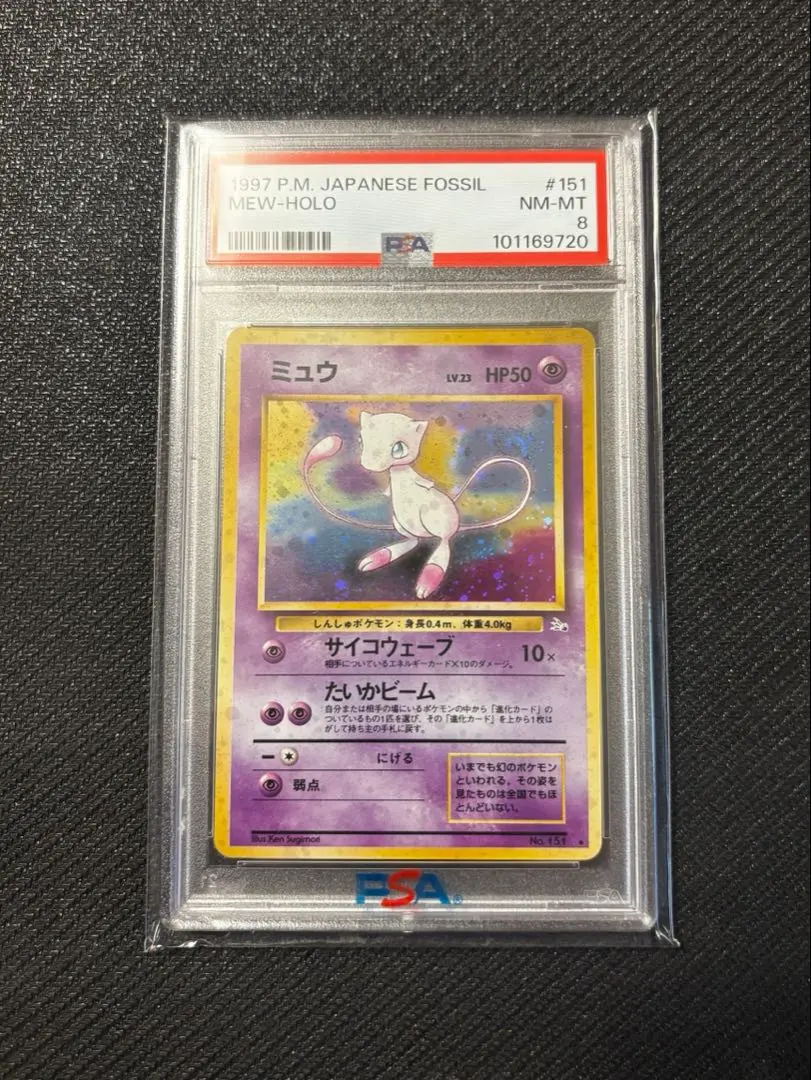 1997 P.M. JAPANESE FOSSIL #151
MEW-HOLO NM-MT
8
PSA 101169720
ミュウ LV.23 HP50
しんしゅポケモン：身長0.4m、体重4.0kg
サイコウェーブ 10×
相手についているエネルギーカード×10のダメージ。
たいかビーム
自分または相手の場にいるポケモンの中から「進化カード」の
ついているもの1匹を選び、その「進化カード」を上から1枚は
がして持ち主の手札に戻す。
にげる
弱点
いまでも幻のポケモン
といわれる。その姿を
見たものは全国でもほ
とんどいない。
Illus.Ken Sugimori No.151
PSA®
PSA